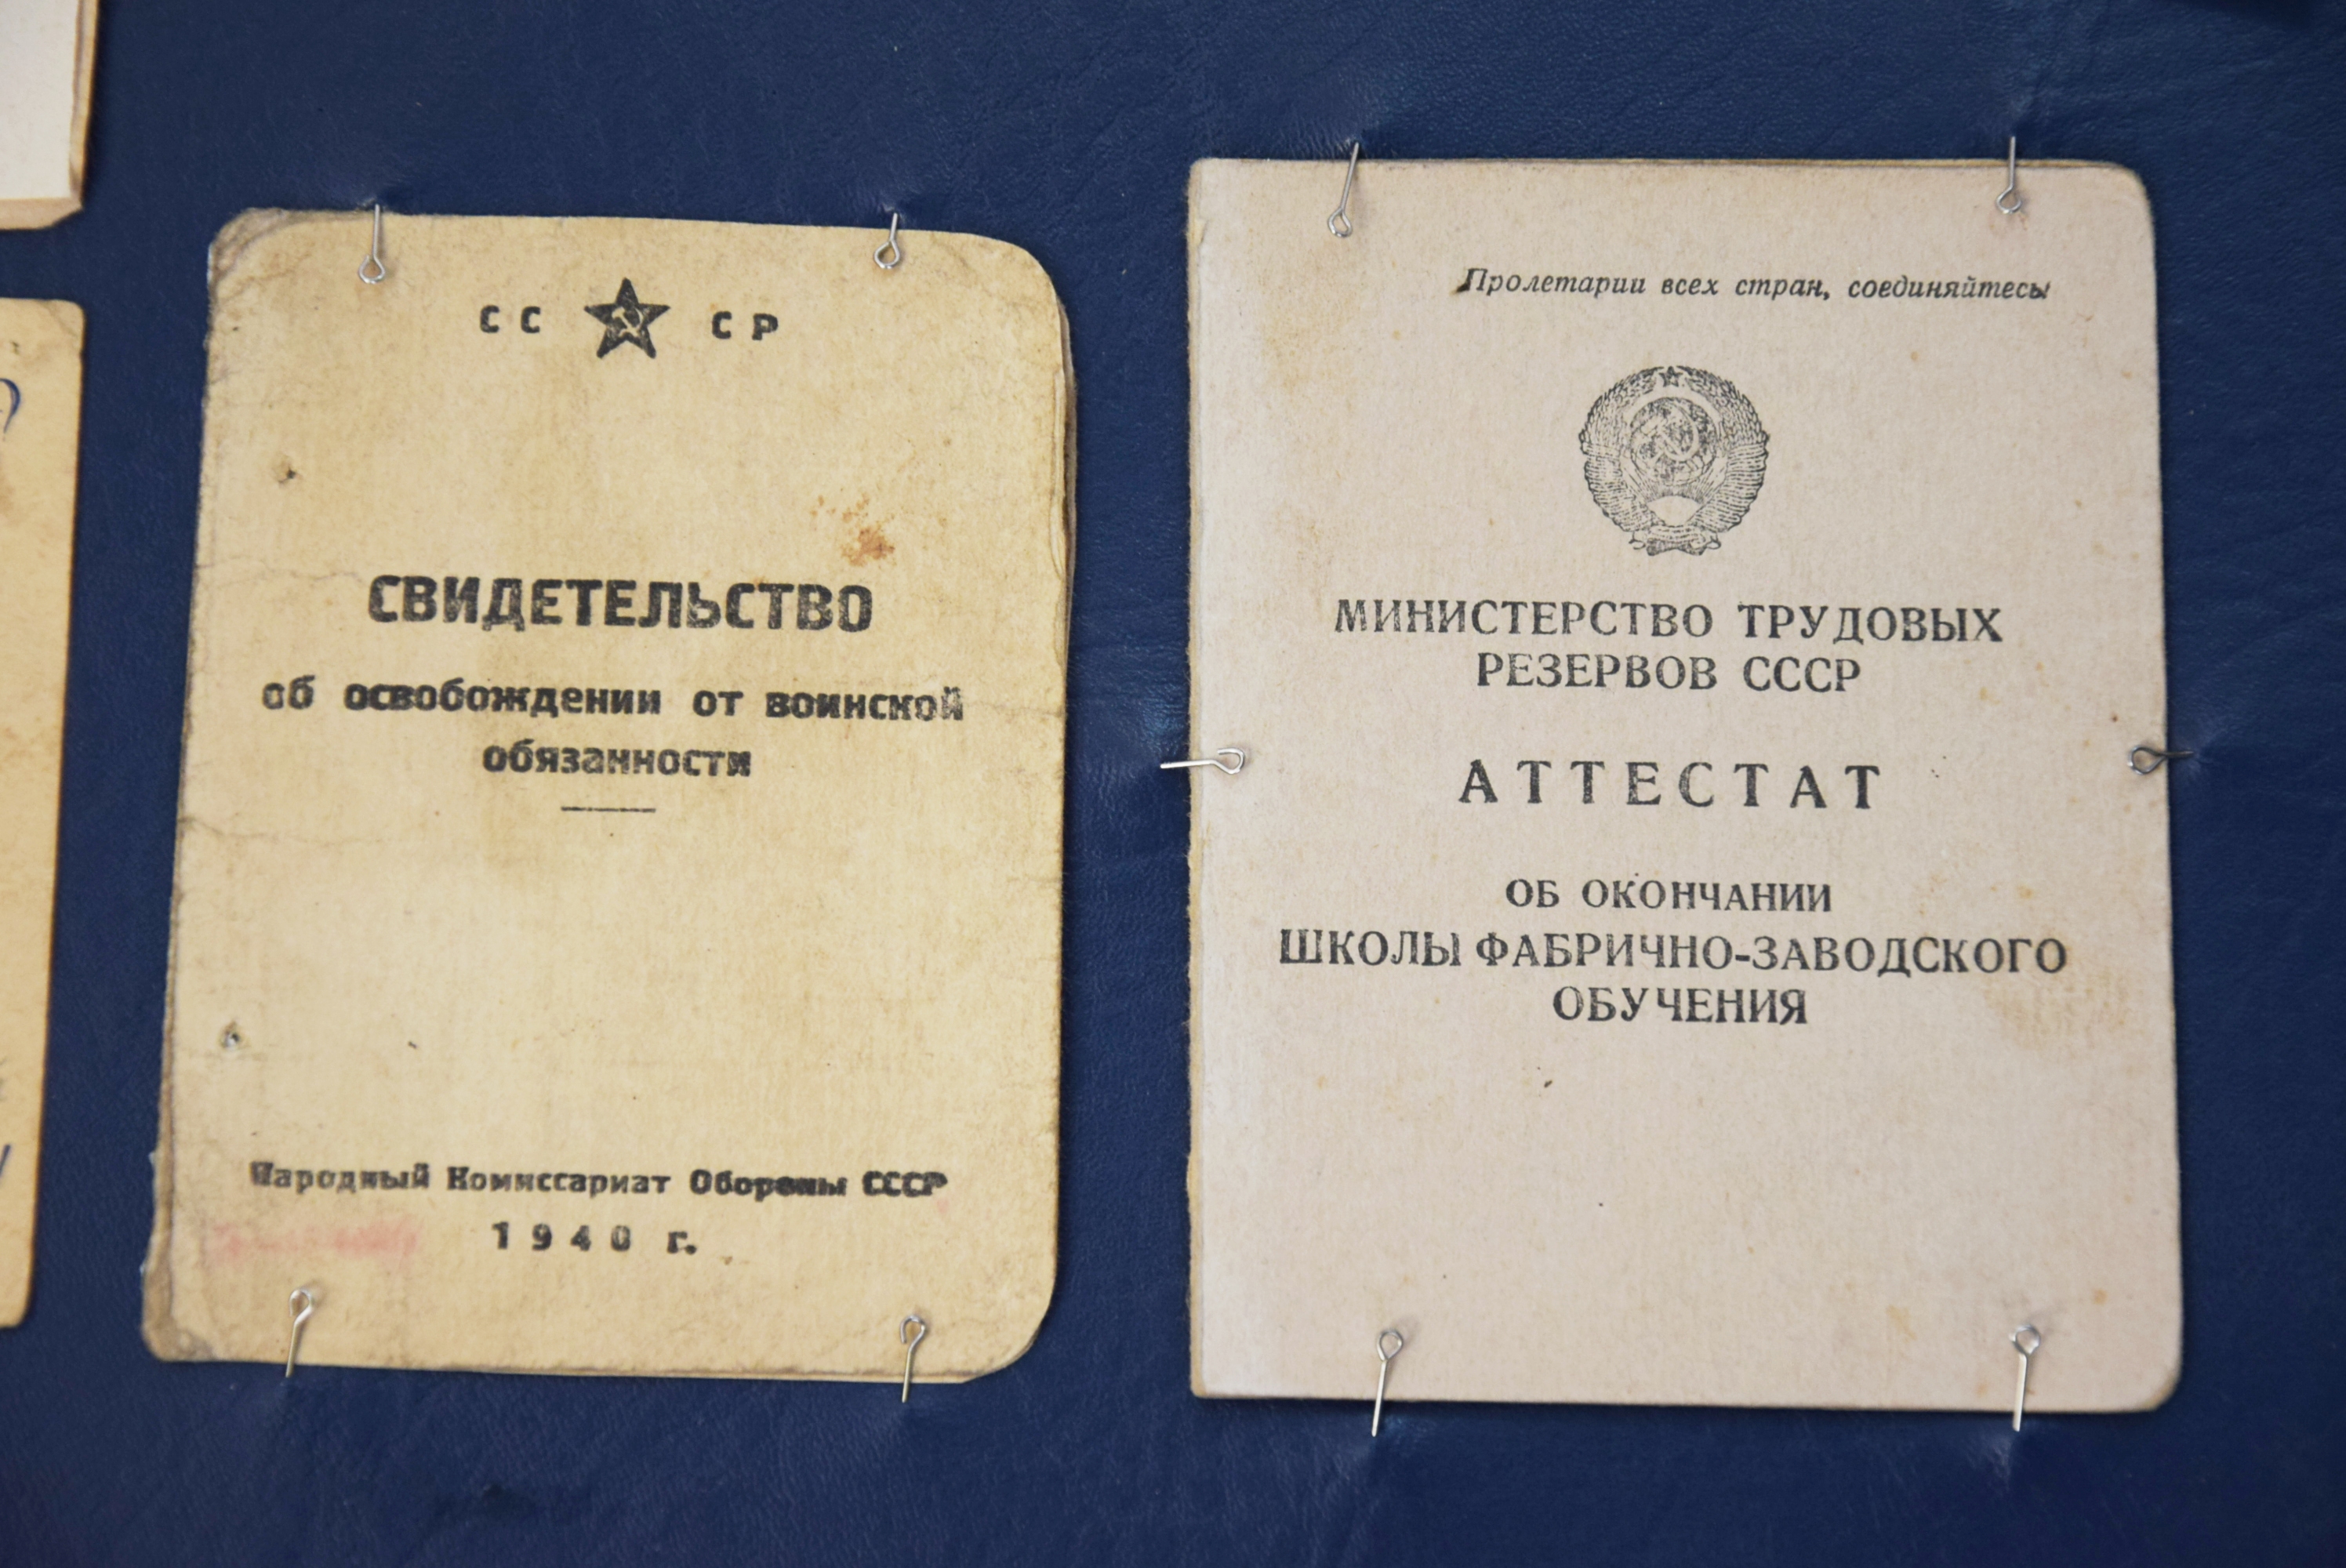 СС СР
СВИДЕТЕЛЬСТВО
об освобождении от воинской
обязанности
Народный Комиссариат Обороны СССР
1940 г.
Пролетарии всех стран, соединяйтесь!
МИНИСТЕРСТВО ТРУДОВЫХ
РЕЗЕРВОВ СССР
АТТЕСТАТ
ОБ ОКОНЧАНИИ
ШКОЛЫ ФАБРИЧНО-ЗАВОДСКОГО
ОБУЧЕНИЯ